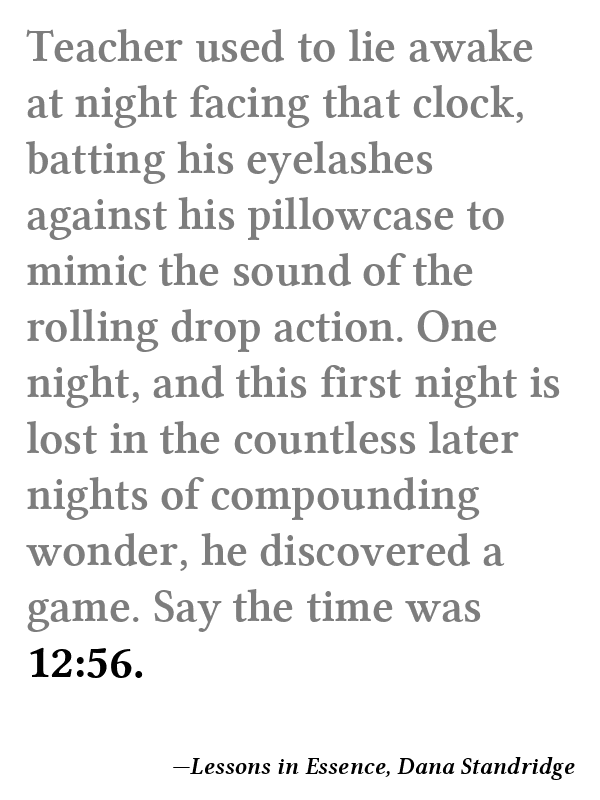 Teacher used to lie awake
at night facing that clock,
batting his eyelashes
against his pillowcase to
mimic the sound of the
rolling drop action. One
night, and this first night is
lost in the countless later
nights of compounding
wonder, he discovered a
game. Say the time was
12:56.
—Lessons in Essence, Dana Standridge